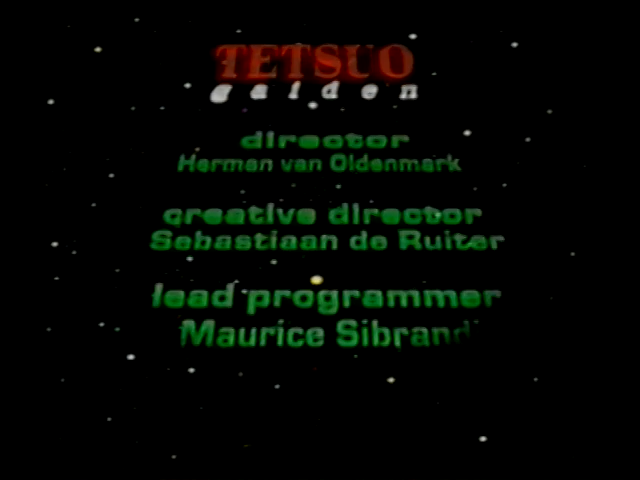 TETSUO
gaiden
director
Herman van Oldenmark
creative director
Sebastiaan de Ruiter
lead programmer
Maurice Sibrandi